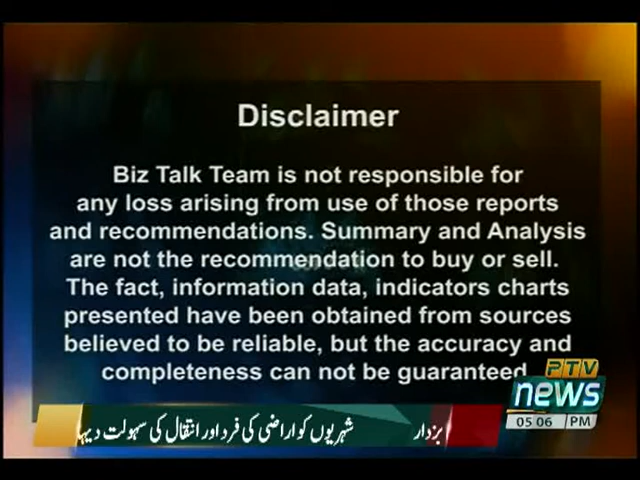 Disclaimer
Biz Talk Team is not responsible for
any loss arising from use of those reports
and recommendations. Summary and Analysis
are not the recommendation to buy or sell.
The fact, information data, indicators charts
presented have been obtained from sources
believed to be reliable, but the accuracy and
completeness can not be guaranteed
PTV
news
05:06 PM
بزدار
شہریوں کو اراضی کی فرد اور انتقال کی سہولت دیہا